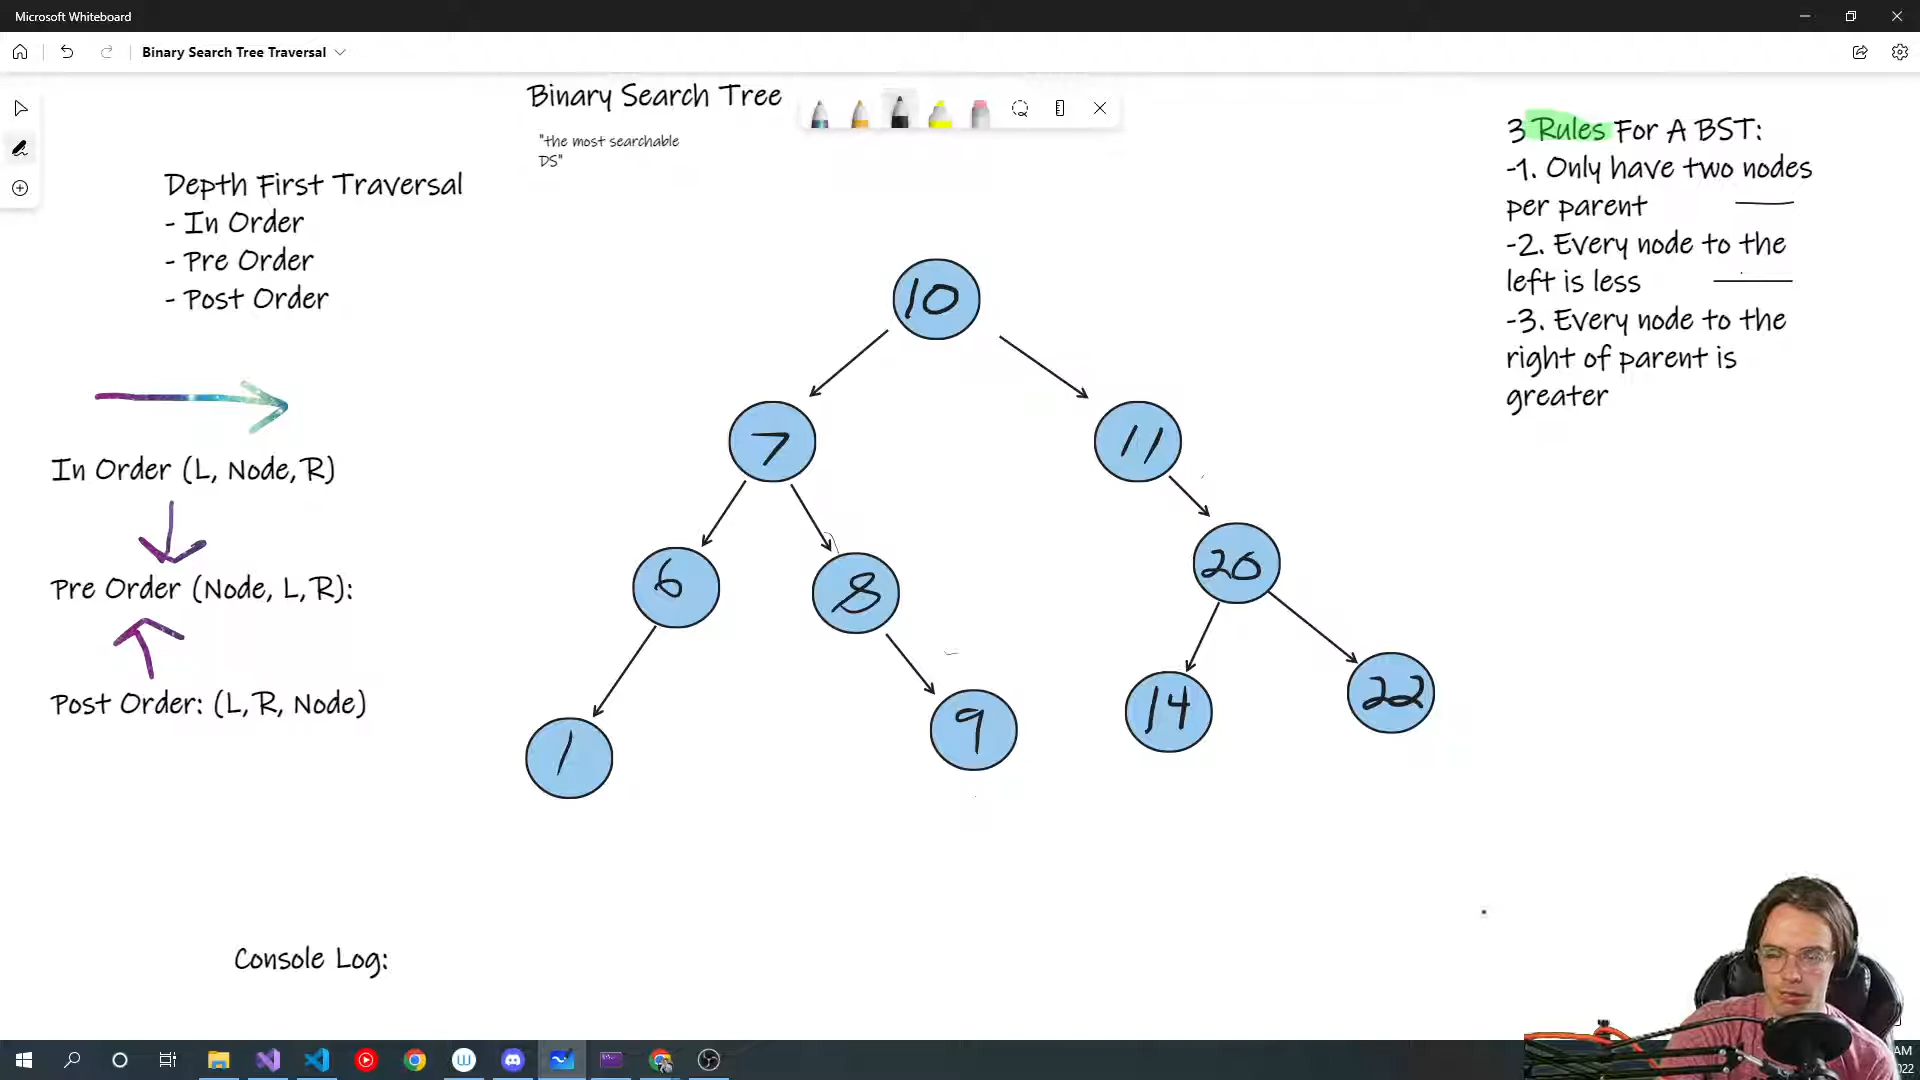 Microsoft Whiteboard
Binary Search Tree Traversal
Binary Search Tree
"the most searchable
DS"
Depth First Traversal
- In Order
- Pre Order
- Post Order
In Order (L, Node, R)
Pre Order (Node, L, R):
Post Order: (L, R, Node)
3 Rules For A BST:
-1. Only have two nodes
per parent
-2. Every node to the
left is less
-3. Every node to the
right of parent is
greater
10
7
11
6
8
20
1
9
14
22
Console Log:
AM